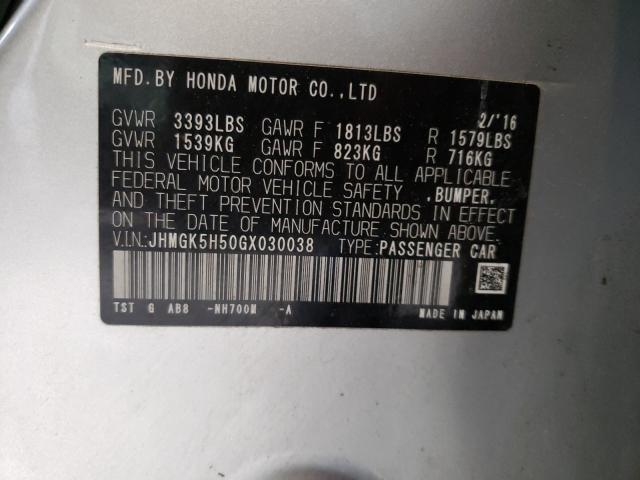 MFD.BY HONDA MOTOR CO.,LTD
2/'16
GVWR 3393LBS GAWR F 1813LBS R 1579LBS
GVWR 1539KG GAWR F 823KG R 716KG
THIS VEHICLE CONFORMS TO ALL APPLICABLE
FEDERAL MOTOR VEHICLE SAFETY ,BUMPER,
AND THEFT PREVENTION STANDARDS IN EFFECT
ON THE DATE OF MANUFACTURE SHOWN ABOVE.
V.I.N:JHMGK5H50GX030038 TYPE:PASSENGER CAR
TST G AB8 -NH700M -A MADE IN JAPAN